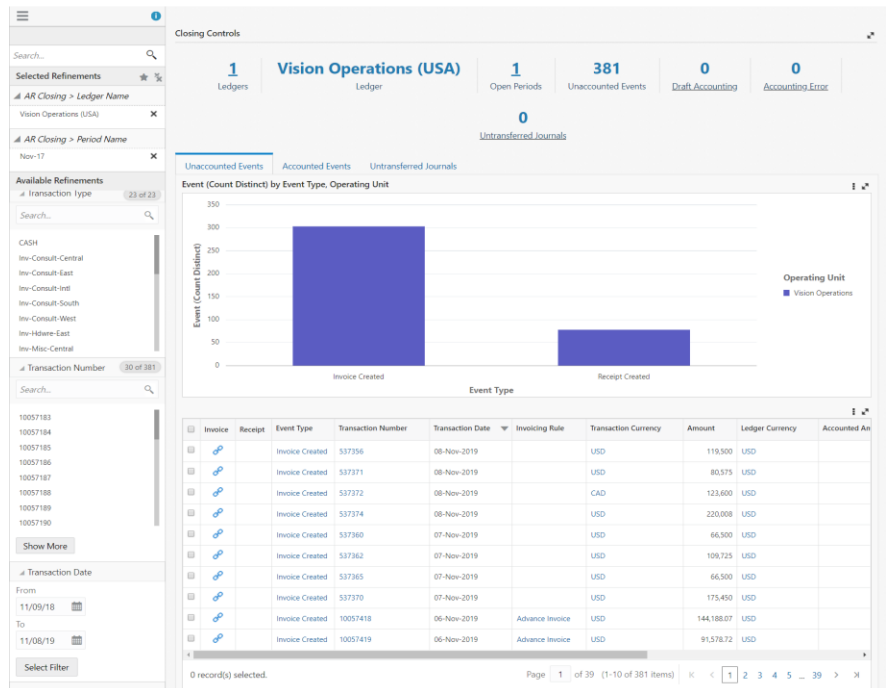 Search...
Selected Refinements
AR Closing > Ledger Name
Vision Operations (USA)
AR Closing > Period Name
Nov-17
Available Refinements
Transaction Type 23 of 23
Search...
CASH
Inv-Consult-Central
Inv-Consult-East
Inv-Consult-Intl
Inv-Consult-South
Inv-Consult-West
Inv-Hdwre-East
Inv-Misc-Central
Transaction Number 30 of 381
Search...
10057183
10057184
10057185
10057186
10057187
10057188
10057189
10057190
Show More
Transaction Date
From
11/09/18
To
11/08/19
Select Filter
Closing Controls
1 Vision Operations (USA) 1 381 0 0
Ledgers Ledger Open Periods Unaccounted Events Draft Accounting Accounting Error
0
Untransferred Journals
Unaccounted Events Accounted Events Untransferred Journals
Event (Count Distinct) by Event Type, Operating Unit
Event (Count Distinct)
350
300
250
200
150
100
50
0
Invoice Created Receipt Created
Event Type
Operating Unit
Vision Operations
Invoice Receipt Event Type Transaction Number Transaction Date Invoicing Rule Transaction Currency Amount Ledger Currency Accounted Am
Invoice Created 537356 08-Nov-2019 USD 119,500 USD
Invoice Created 537371 08-Nov-2019 USD 80,575 USD
Invoice Created 537372 08-Nov-2019 CAD 123,600 USD
Invoice Created 537374 08-Nov-2019 USD 220,008 USD
Invoice Created 537360 07-Nov-2019 USD 66,500 USD
Invoice Created 537362 07-Nov-2019 USD 109,725 USD
Invoice Created 537365 07-Nov-2019 USD 66,500 USD
Invoice Created 537370 07-Nov-2019 USD 175,450 USD
Invoice Created 10057418 06-Nov-2019 Advance Invoice USD 144,188.07 USD
Invoice Created 10057419 06-Nov-2019 Advance Invoice USD 91,578.72 USD
0 record(s) selected. Page 1 of 39 (1-10 of 381 items) 1 2 3 4 5 ... 39